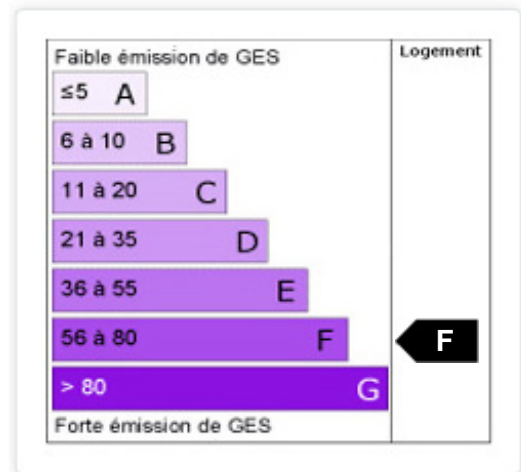 Faible émission de GES
Logement
≤5 A
6 à 10 B
11 à 20 C
21 à 35 D
36 à 55 E
56 à 80 F
F
> 80 G
Forte émission de GES